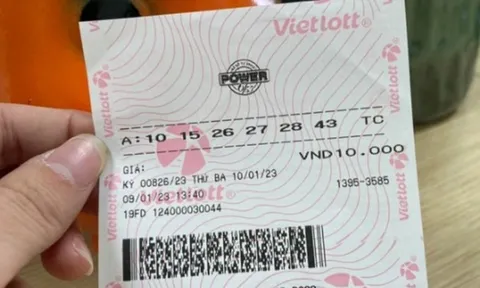 Vietlott
POWER
A: 10 15 26 27 28 43 TC
GIÁ: VND10.000
KỲ 00826/23 THỨ BA 10/01/23
09/01/23 13:40 1395-3585
19FD 124000030044